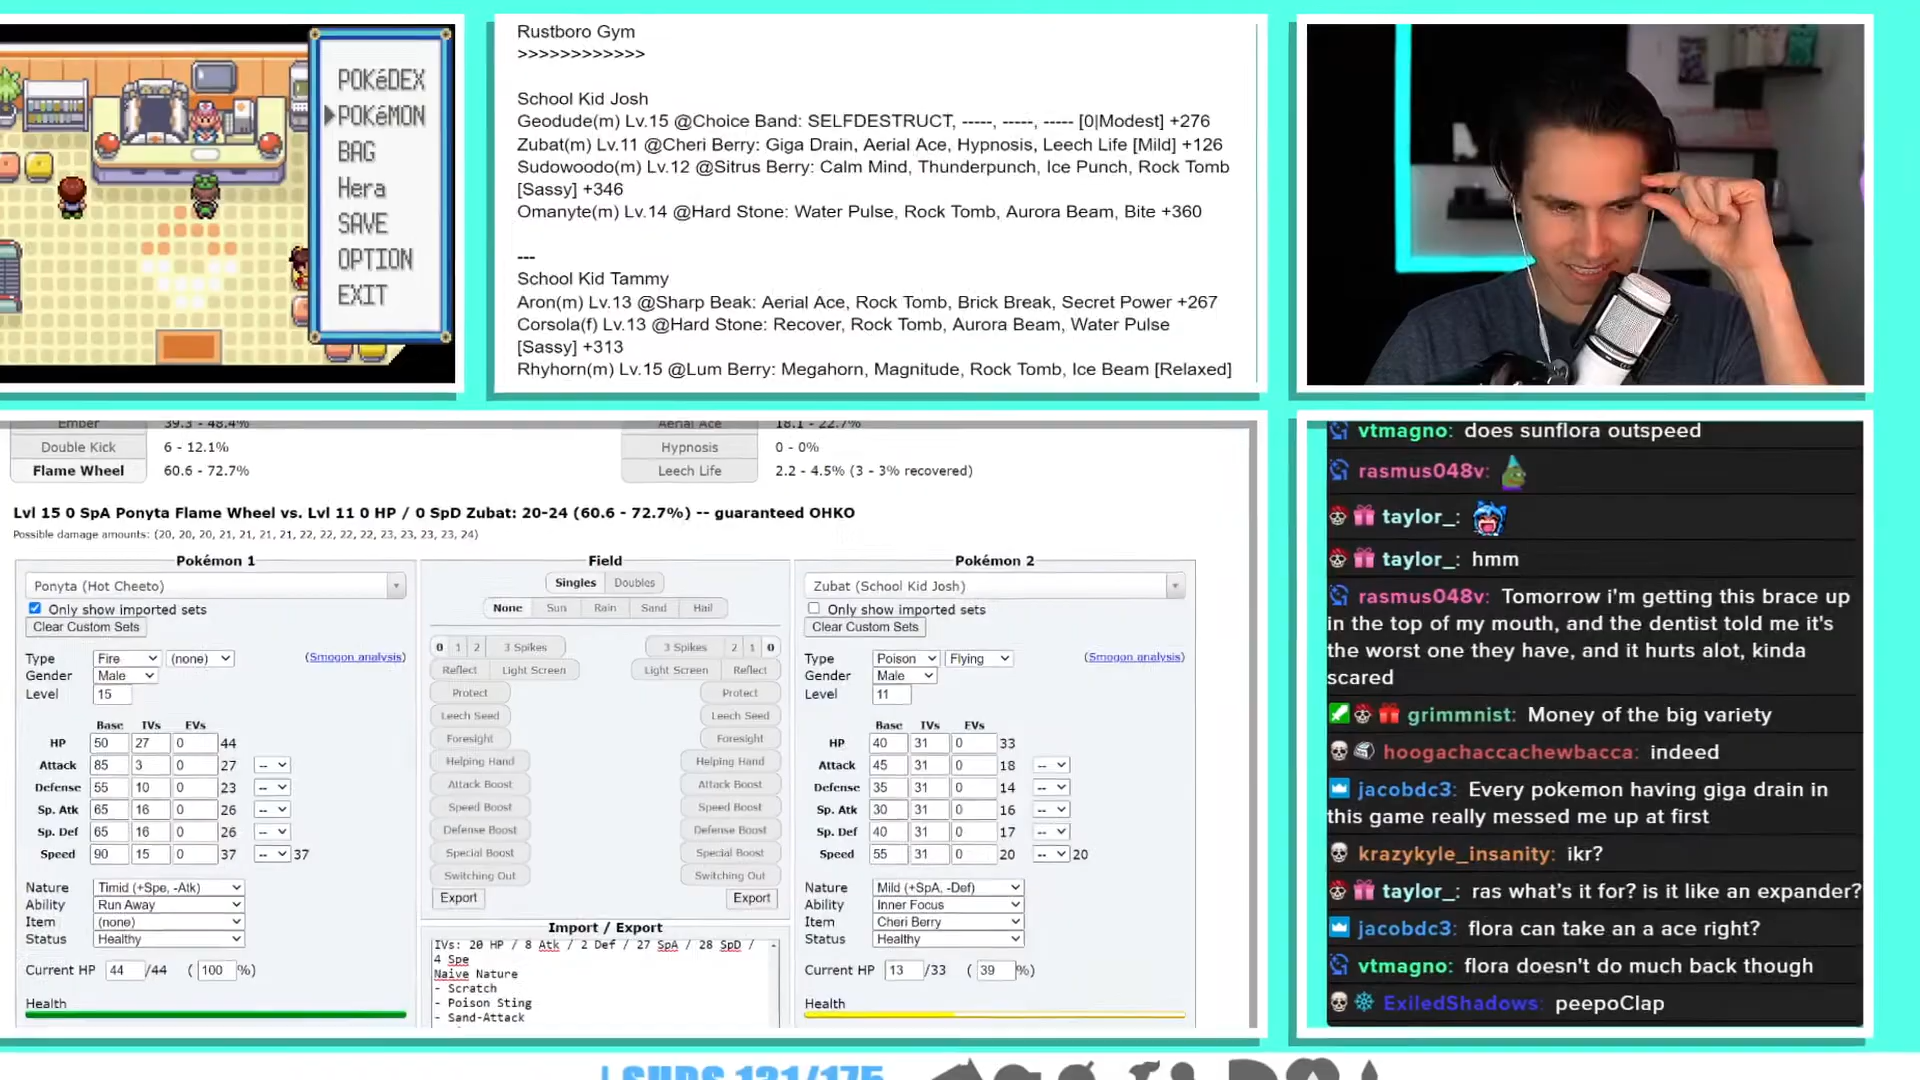 POKéDEX
POKéMON
BAG
Hera
SAVE
OPTION
EXIT
Rustboro Gym
>>>>>>>>>>>>
School Kid Josh
Geodude(m) Lv.15 @Choice Band: SELFDESTRUCT, -----, -----, ----- [0|Modest] +276
Zubat(m) Lv.11 @Cheri Berry: Giga Drain, Aerial Ace, Hypnosis, Leech Life [Mild] +126
Sudowoodo(m) Lv.12 @Sitrus Berry: Calm Mind, Thunderpunch, Ice Punch, Rock Tomb
[Sassy] +346
Omanyte(m) Lv.14 @Hard Stone: Water Pulse, Rock Tomb, Aurora Beam, Bite +360
---
School Kid Tammy
Aron(m) Lv.13 @Sharp Beak: Aerial Ace, Rock Tomb, Brick Break, Secret Power +267
Corsola(f) Lv.13 @Hard Stone: Recover, Rock Tomb, Aurora Beam, Water Pulse
[Sassy] +313
Rhyhorn(m) Lv.15 @Lum Berry: Megahorn, Magnitude, Rock Tomb, Ice Beam [Relaxed]
Ember 39.3 - 48.4%
Double Kick 6 - 12.1%
Flame Wheel 60.6 - 72.7%
Aerial Ace 18.1 - 22.7%
Hypnosis 0 - 0%
Leech Life 2.2 - 4.5% (3 - 3% recovered)
Lvl 15 0 SpA Ponyta Flame Wheel vs. Lvl 11 0 HP / 0 SpD Zubat: 20-24 (60.6 - 72.7%) -- guaranteed OHKO
Possible damage amounts: (20, 20, 20, 21, 21, 21, 21, 22, 22, 22, 22, 23, 23, 23, 23, 24)
Pokémon 1
Ponyta (Hot Cheeto)
Only show imported sets
Clear Custom Sets
Type Fire (none) (Smogon analysis)
Gender Male
Level 15
Base IVs EVs
HP 50 27 0 44
Attack 85 3 0 27 --
Defense 55 10 0 23 --
Sp. Atk 65 16 0 26 --
Sp. Def 65 16 0 26 --
Speed 90 15 0 37 -- 37
Nature Timid (+Spe, -Atk)
Ability Run Away
Item (none)
Status Healthy
Current HP 44 /44 ( 100 %)
Health
Field
Singles Doubles
None Sun Rain Sand Hail
0 1 2 3 Spikes 3 Spikes 2 1 0
Reflect Light Screen Light Screen Reflect
Protect Protect
Leech Seed Leech Seed
Foresight Foresight
Helping Hand Helping Hand
Attack Boost Attack Boost
Speed Boost Speed Boost
Defense Boost Defense Boost
Special Boost Special Boost
Switching Out Switching Out
Export Export
Import / Export
IVs: 20 HP / 8 Atk / 2 Def / 27 SpA / 28 SpD /
4 Spe
Naive Nature
- Scratch
- Poison Sting
- Sand-Attack
Pokémon 2
Zubat (School Kid Josh)
Only show imported sets
Clear Custom Sets
Type Poison Flying (Smogon analysis)
Gender Male
Level 11
Base IVs EVs
HP 40 31 0 33
Attack 45 31 0 18 --
Defense 35 31 0 14 --
Sp. Atk 30 31 0 16 --
Sp. Def 40 31 0 17 --
Speed 55 31 0 20 -- 20
Nature Mild (+SpA, -Def)
Ability Inner Focus
Item Cheri Berry
Status Healthy
Current HP 13 /33 ( 39 %)
Health
vtmagno: does sunflora outspeed
rasmus048v:
taylor_:
taylor_: hmm
rasmus048v: Tomorrow i'm getting this brace up
in the top of my mouth, and the dentist told me it's
the worst one they have, and it hurts alot, kinda
scared
grimmnist: Money of the big variety
hoogachaccachewbacca: indeed
jacobdc3: Every pokemon having giga drain in
this game really messed me up at first
krazykyle_insanity: ikr?
taylor_: ras what's it for? is it like an expander?
jacobdc3: flora can take an a ace right?
vtmagno: flora doesn't do much back though
ExiledShadows: peepoClap
SUBS 131/175